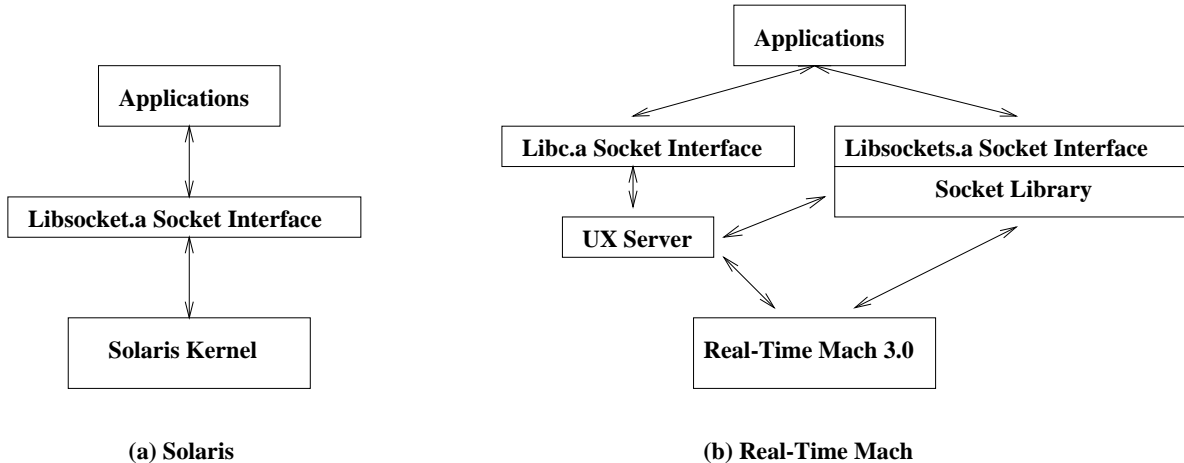 Applications
Libsocket.a Socket Interface
Solaris Kernel
(a) Solaris
Applications
Libc.a Socket Interface
Libsockets.a Socket Interface
Socket Library
UX Server
Real-Time Mach 3.0
(b) Real-Time Mach